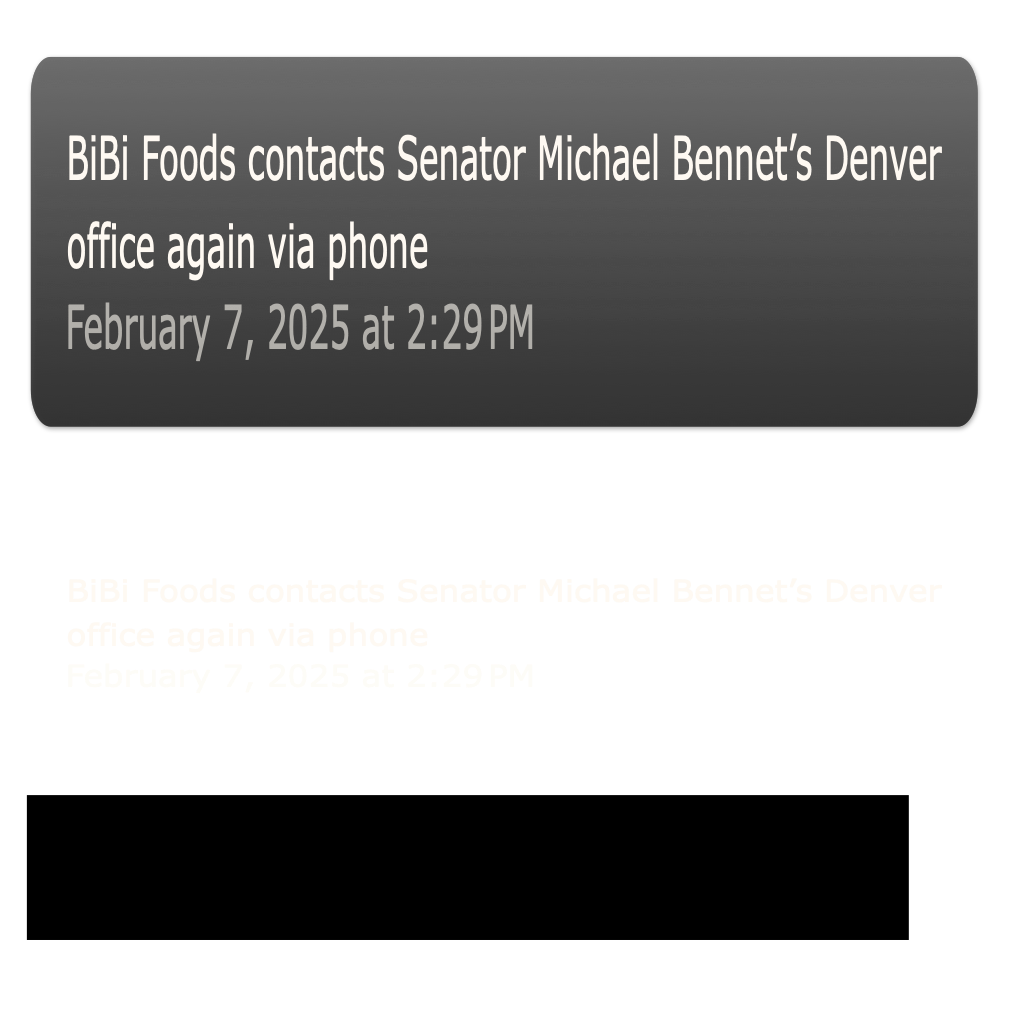 BiBi Foods contacts Senator Michael Bennet’s Denver
office again via phone
February 7, 2025 at 2:29 PM
BiBi Foods contacts Senator Michael Bennet’s Denver
office again via phone
February 7, 2025 at 2:29 PM